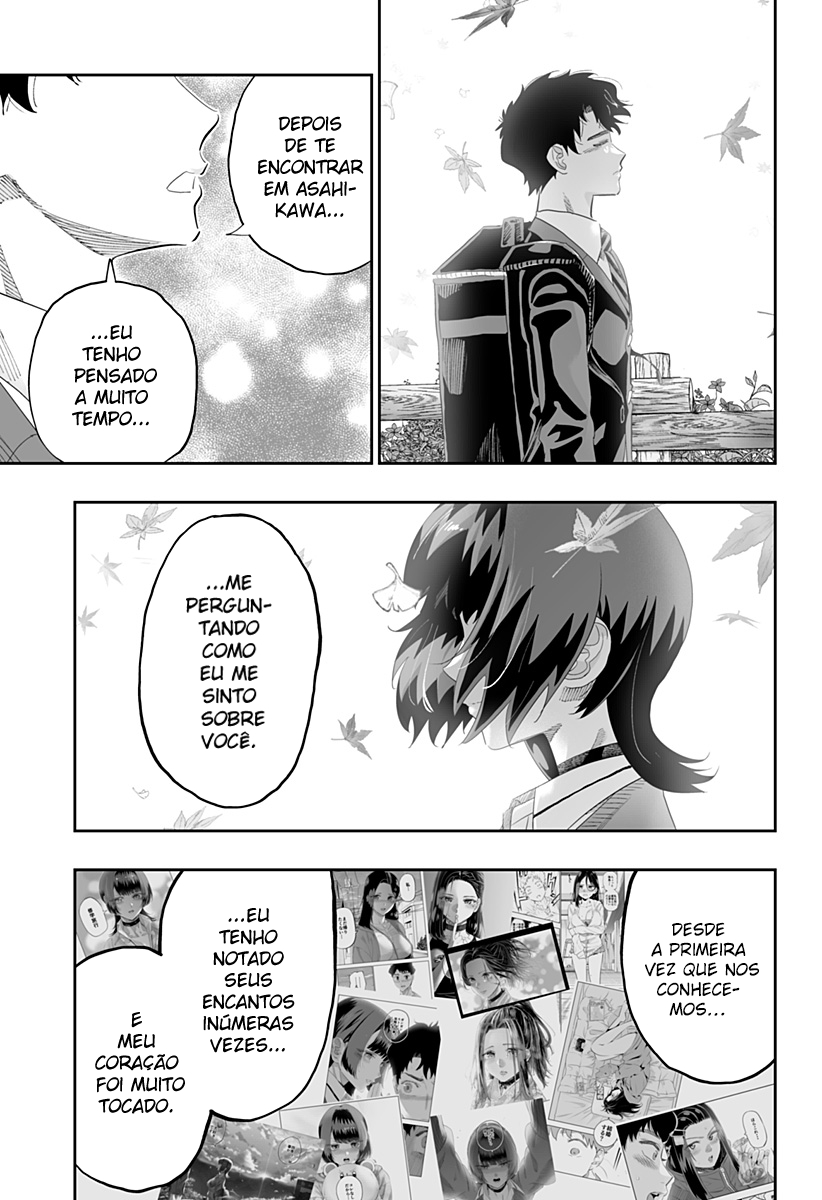 DEPOIS
DE TE
ENCONTRAR
EM ASAHI-
KAWA...
...EU
TENHO
PENSADO
A MUITO
TEMPO...
...ME
PERGUN-
TANDO
COMO
EU ME
SINTO
SOBRE
VOCÊ.
DESDE
A PRIMEIRA
VEZ QUE NOS
CONHECE-
MOS...
...EU
TENHO
NOTADO
SEUS
ENCANTOS
INÚMERAS
VEZES...
E
MEU
CORAÇÃO
FOI MUITO
TOCADO.